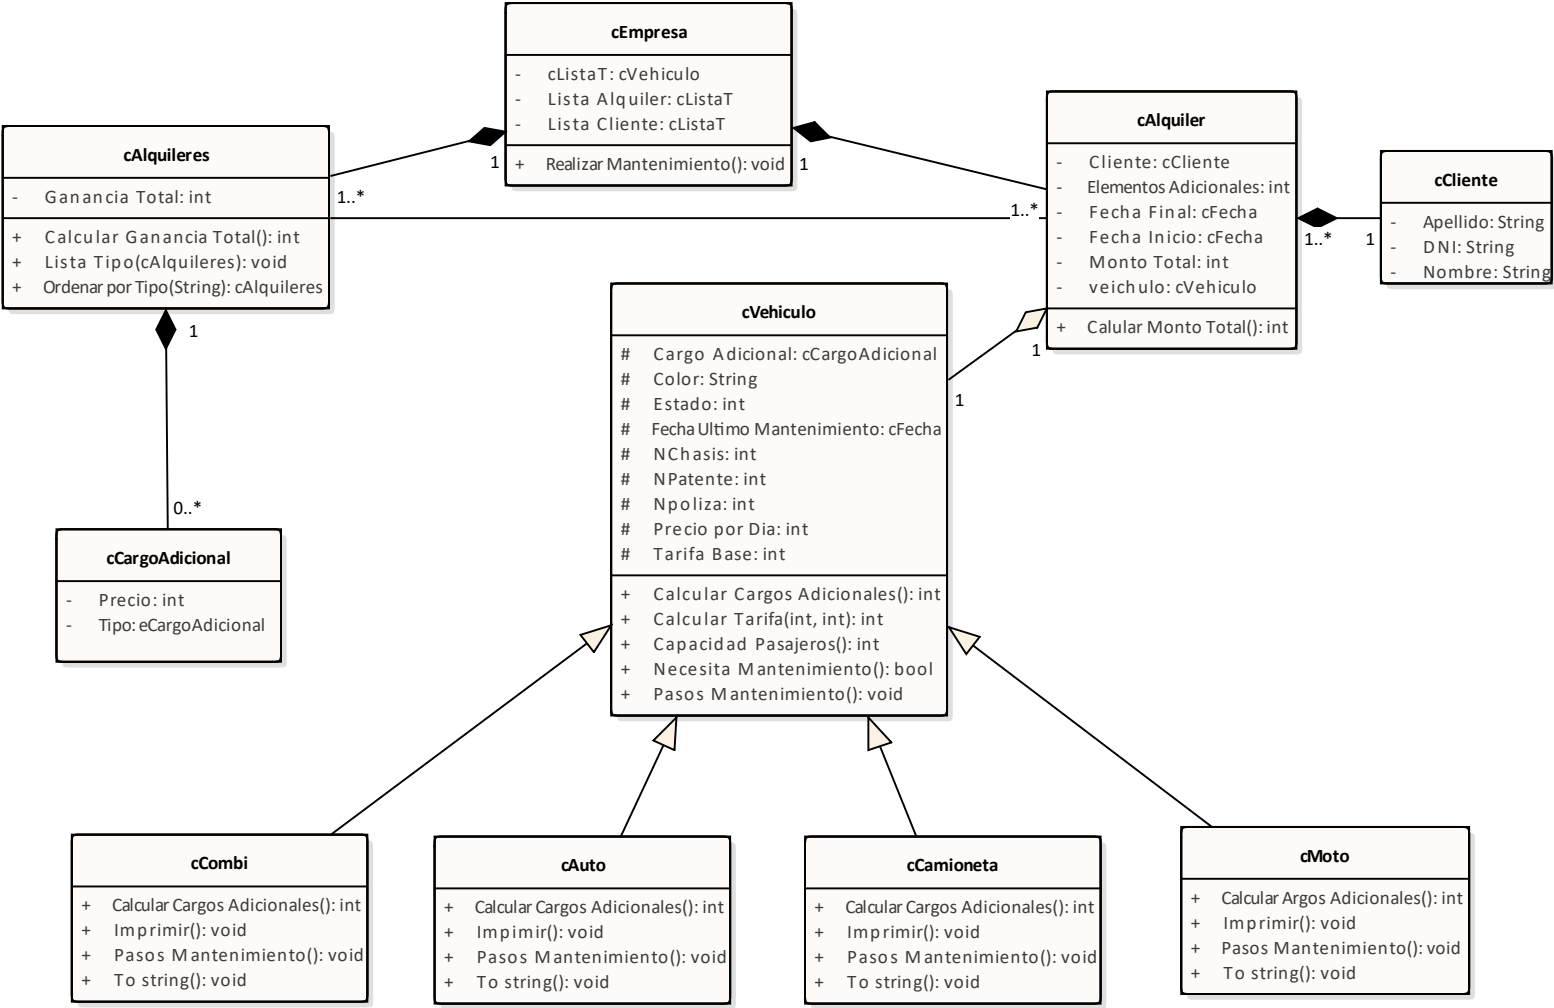 cEmpresa
- cListaT: cVehiculo
- Lista Alquiler: cListaT
- Lista Cliente: cListaT
+ Realizar Mantenimiento(): void
1
1
cAlquileres
- Ganancia Total: int
+ Calcular Ganancia Total(): int
+ Lista Tipo(cAlquileres): void
+ Ordenar por Tipo(String): cAlquileres
1..*
1
cAlquiler
- Cliente: cCliente
- Elementos Adicionales: int
- Fecha Final: cFecha
- Fecha Inicio: cFecha
- Monto Total: int
- veichulo: cVehiculo
+ Calular Monto Total(): int
1..*
1..*
1
1
1
cCliente
- Apellido: String
- DNI: String
- Nombre: String
cVehiculo
# Cargo Adicional: cCargoAdicional
# Color: String
# Estado: int
# Fecha Ultimo Mantenimiento: cFecha
# NChasis: int
# NPatente: int
# Npoliza: int
# Precio por Dia: int
# Tarifa Base: int
+ Calcular Cargos Adicionales(): int
+ Calcular Tarifa(int, int): int
+ Capacidad Pasajeros(): int
+ Necesita Mantenimiento(): bool
+ Pasos Mantenimiento(): void
0..*
cCargoAdicional
- Precio: int
- Tipo: eCargoAdicional
cCombi
+ Calcular Cargos Adicionales(): int
+ Imprimir(): void
+ Pasos Mantenimiento(): void
+ To string(): void
cAuto
+ Calcular Cargos Adicionales(): int
+ Impimir(): void
+ Pasos Mantenimiento(): void
+ To string(): void
cCamioneta
+ Calcular Cargos Adicionales(): int
+ Imprimir(): void
+ Pasos Mantenimiento(): void
+ To string(): void
cMoto
+ Calcular Argos Adicionales(): int
+ Imprimir(): void
+ Pasos Mantenimiento(): void
+ To string(): void